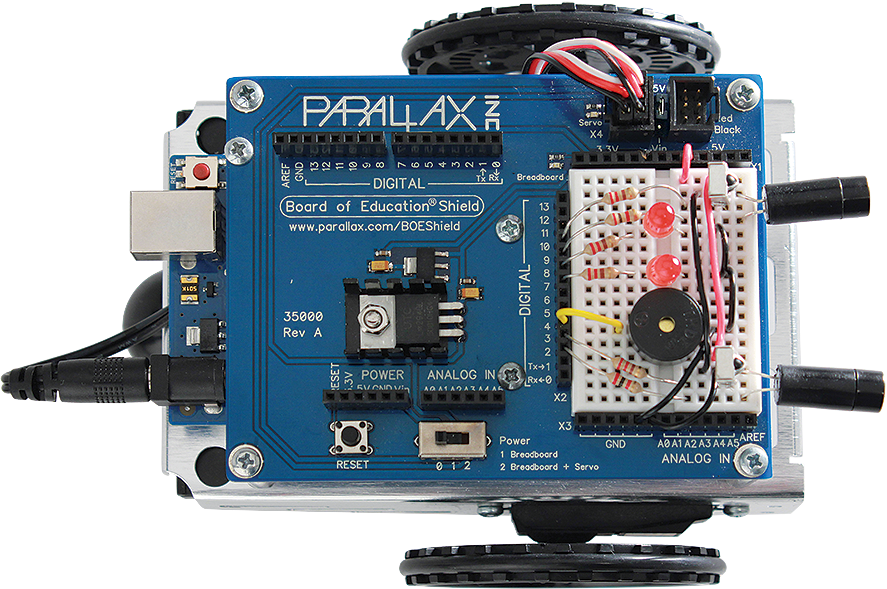 PARALLAX INC
5V
Servo
X4
Red
Black
3.3V Vin 5V
X1
RESET
AREF
GND
13
12
11
10
9
8
7
6
5
4
3
2
Tx→ 1
Rx← 0
DIGITAL
Breadboard
Board of Education® Shield
www.parallax.com/BOEShield
13
12
11
10
9
8
7
6
5
4
3
2
Tx→1
Rx←0
DIGITAL
X2
35000
Rev A
501K
POWER
RESET
3.3V
5V GND Vin
ANALOG IN
A0 A1 A2 A3 A4 A5
RESET
0 1 2
Power
1 Breadboard
2 Breadboard + Servo
X3
GND
A0 A1 A2 A3 A4 A5
AREF
ANALOG IN